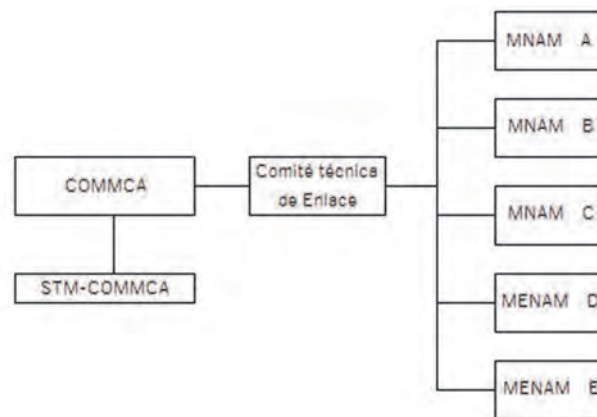 MNAM A
MNAM B
COMMCA
Comité técnica
de Enlace
MNAM C
STM-COMMCA
MENAM D
MENAM E